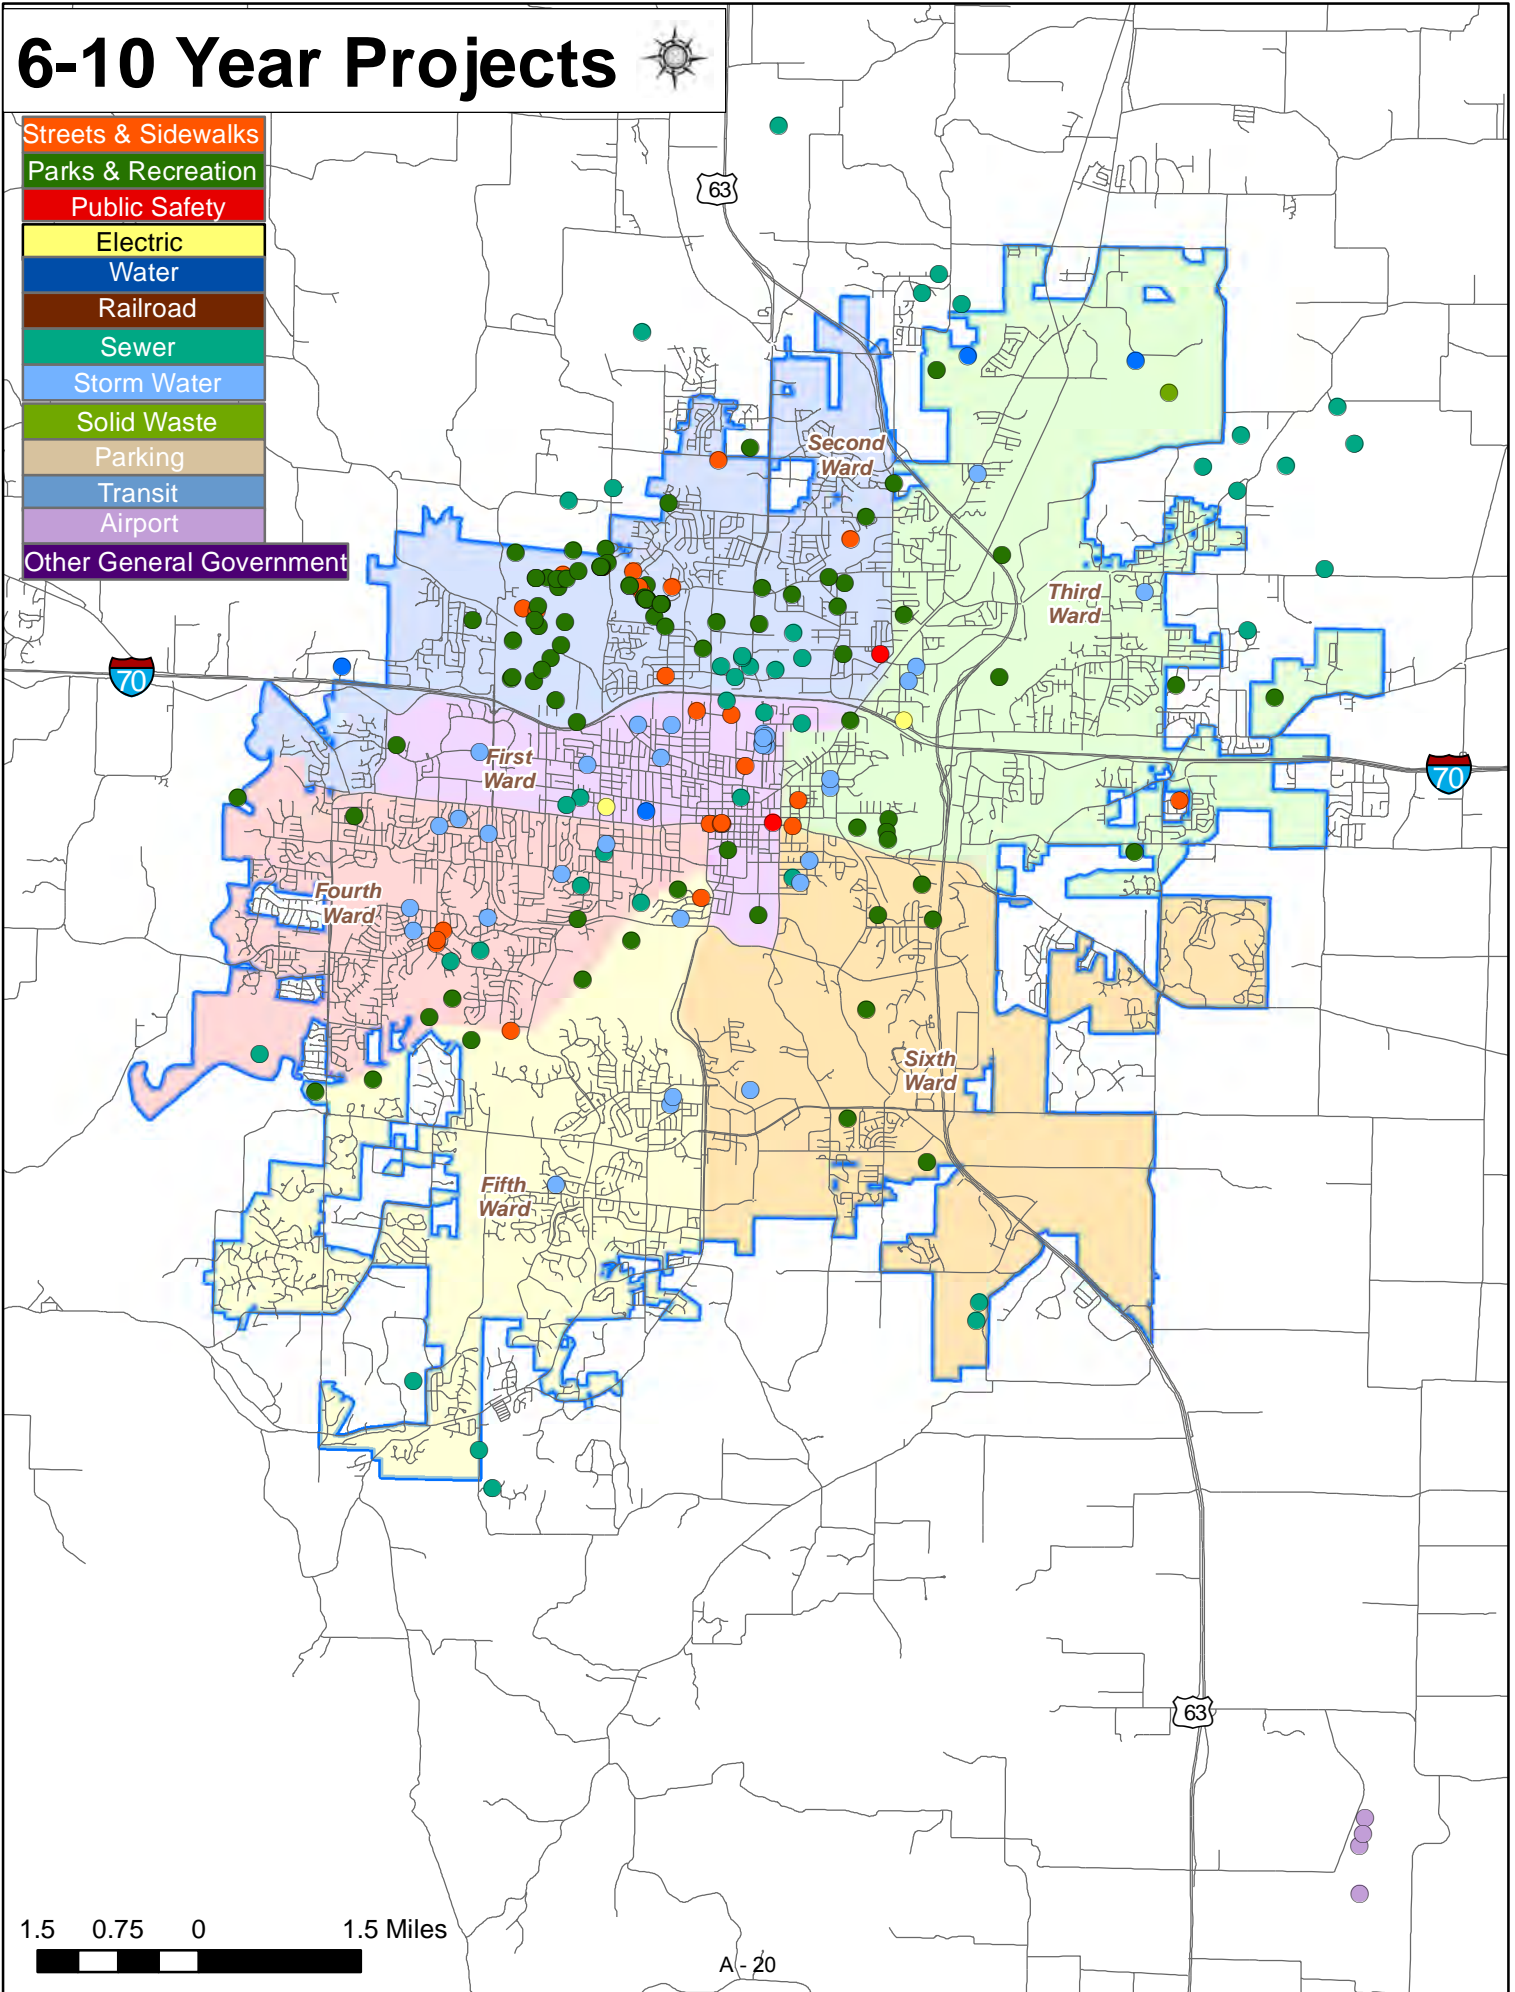 6-10 Year Projects
Streets & Sidewalks
Parks & Recreation
Public Safety
Electric
Water
Railroad
Sewer
Storm Water
Solid Waste
Parking
Transit
Airport
Other General Government
63
Second
Ward
Third
Ward
70
70
First
Ward
Fourth
Ward
Sixth
Ward
Fifth
Ward
63
1.5 0.75 0 1.5 Miles
A - 20